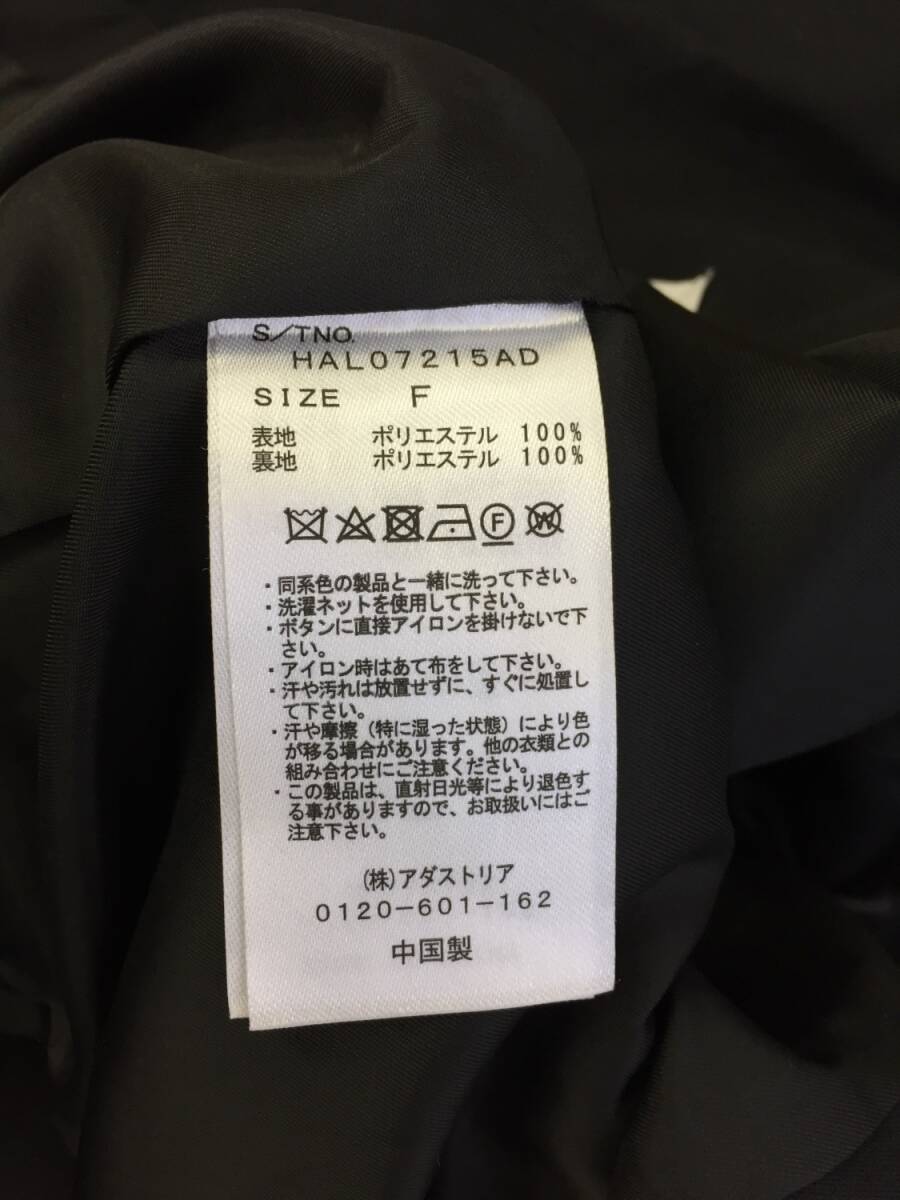 S/TNO.
HAL07215AD
SIZE F
表地 ポリエステル 100%
裏地 ポリエステル 100%
F W
・同系色の製品と一緒に洗って下さい。
・洗濯ネットを使用して下さい。
・ボタンに直接アイロンを掛けないで下
さい。
・アイロン時はあて布をして下さい。
・汗や汚れは放置せずに、すぐに処置し
て下さい。
・汗や摩擦（特に湿った状態）により色
が移る場合があります。他の衣類との
組み合わせにご注意ください。
・この製品は、直射日光等により退色す
る事がありますので、お取扱いにはご
注意下さい。
(株)アダストリア
0120-601-162
中国製